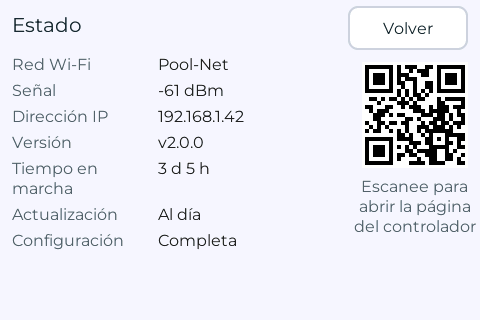 Estado
Volver
Red Wi-Fi Pool-Net
Señal -61 dBm
Dirección IP 192.168.1.42
Versión v2.0.0
Tiempo en 3 d 5 h
marcha
Actualización Al día
Configuración Completa
Escanee para
abrir la página
del controlador